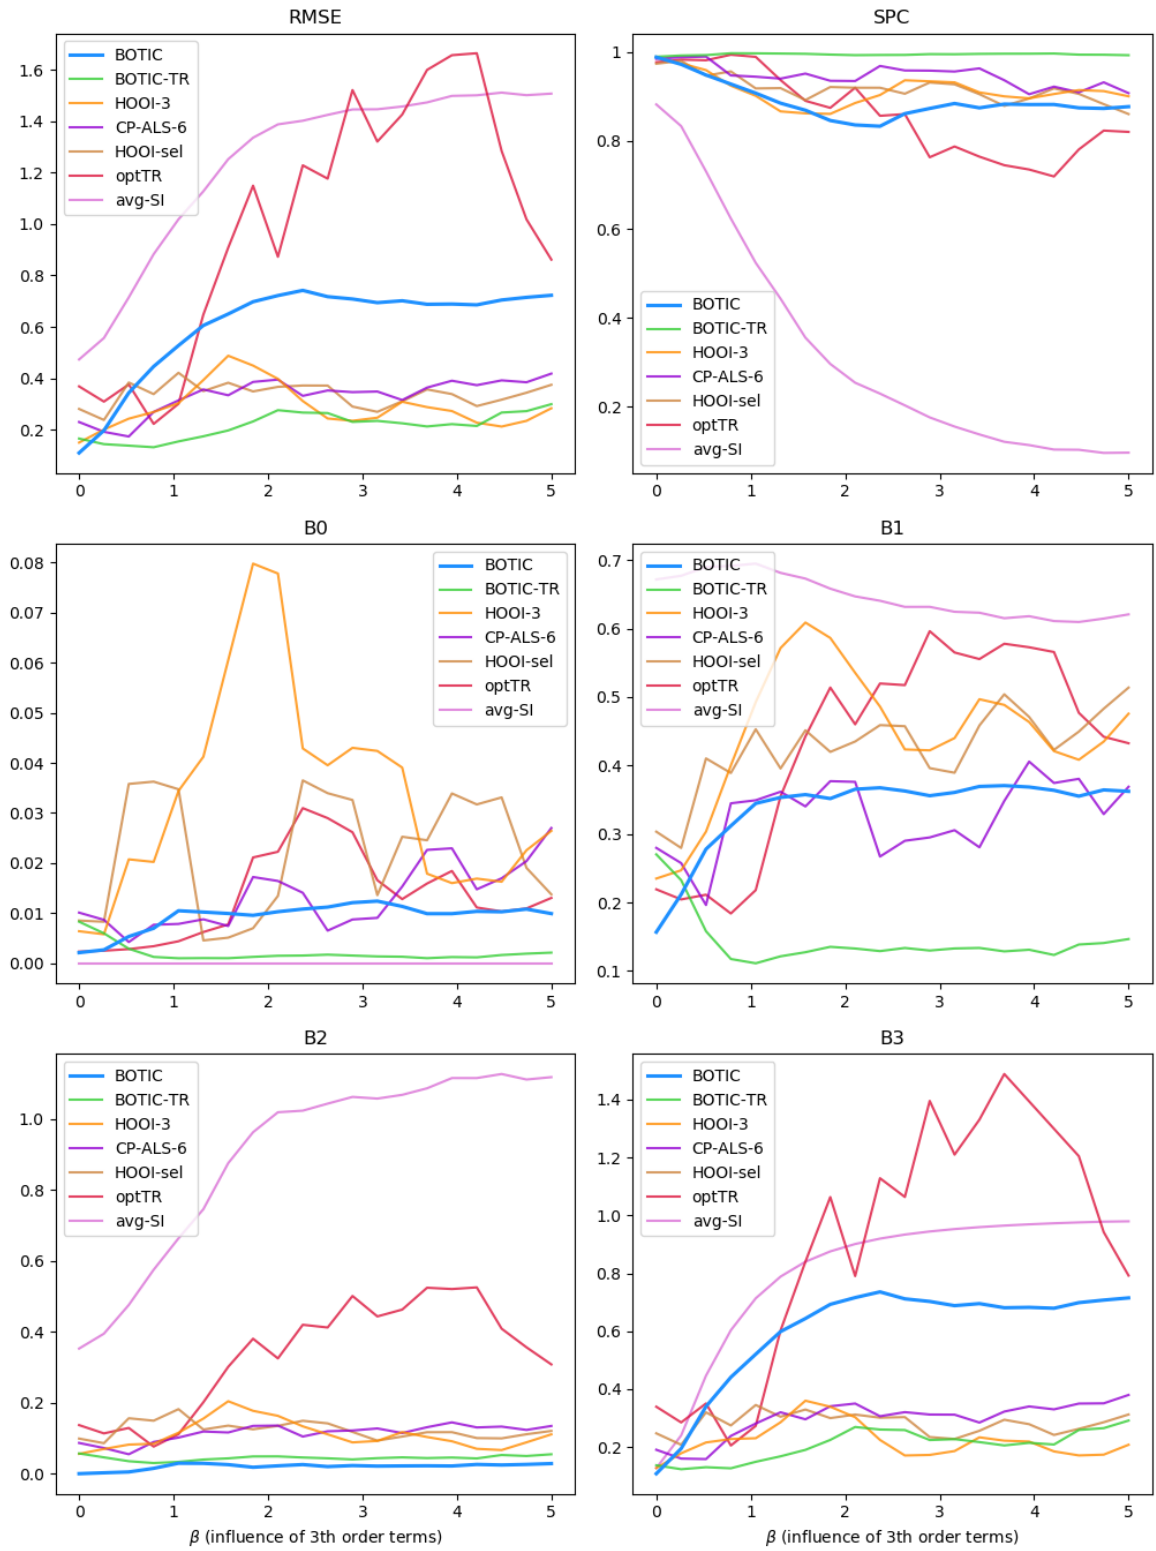 RMSE
BOTIC
BOTIC-TR
HOOI-3
CP-ALS-6
HOOI-sel
optTR
avg-SI
1.6
1.4
1.2
1.0
0.8
0.6
0.4
0.2
0 1 2 3 4 5
SPC
1
0.8
0.6
0.4
0.2
BOTIC
BOTIC-TR
HOOI-3
CP-ALS-6
HOOI-sel
optTR
avg-SI
0 1 2 3 4 5
B0
0.08
0.07
0.06
0.05
0.04
0.03
0.02
0.01
0.00
BOTIC
BOTIC-TR
HOOI-3
CP-ALS-6
HOOI-sel
optTR
avg-SI
0 1 2 3 4 5
B1
0.7
0.6
0.5
0.4
0.3
0.2
0.1
BOTIC
BOTIC-TR
HOOI-3
CP-ALS-6
HOOI-sel
optTR
avg-SI
0 1 2 3 4 5
B2
1.0
0.8
0.6
0.4
0.2
0.0
BOTIC
BOTIC-TR
HOOI-3
CP-ALS-6
HOOI-sel
optTR
avg-SI
0 1 2 3 4 5
β (influence of 3th order terms)
B3
1.4
1.2
1.0
0.8
0.6
0.4
0.2
BOTIC
BOTIC-TR
HOOI-3
CP-ALS-6
HOOI-sel
optTR
avg-SI
0 1 2 3 4 5
β (influence of 3th order terms)